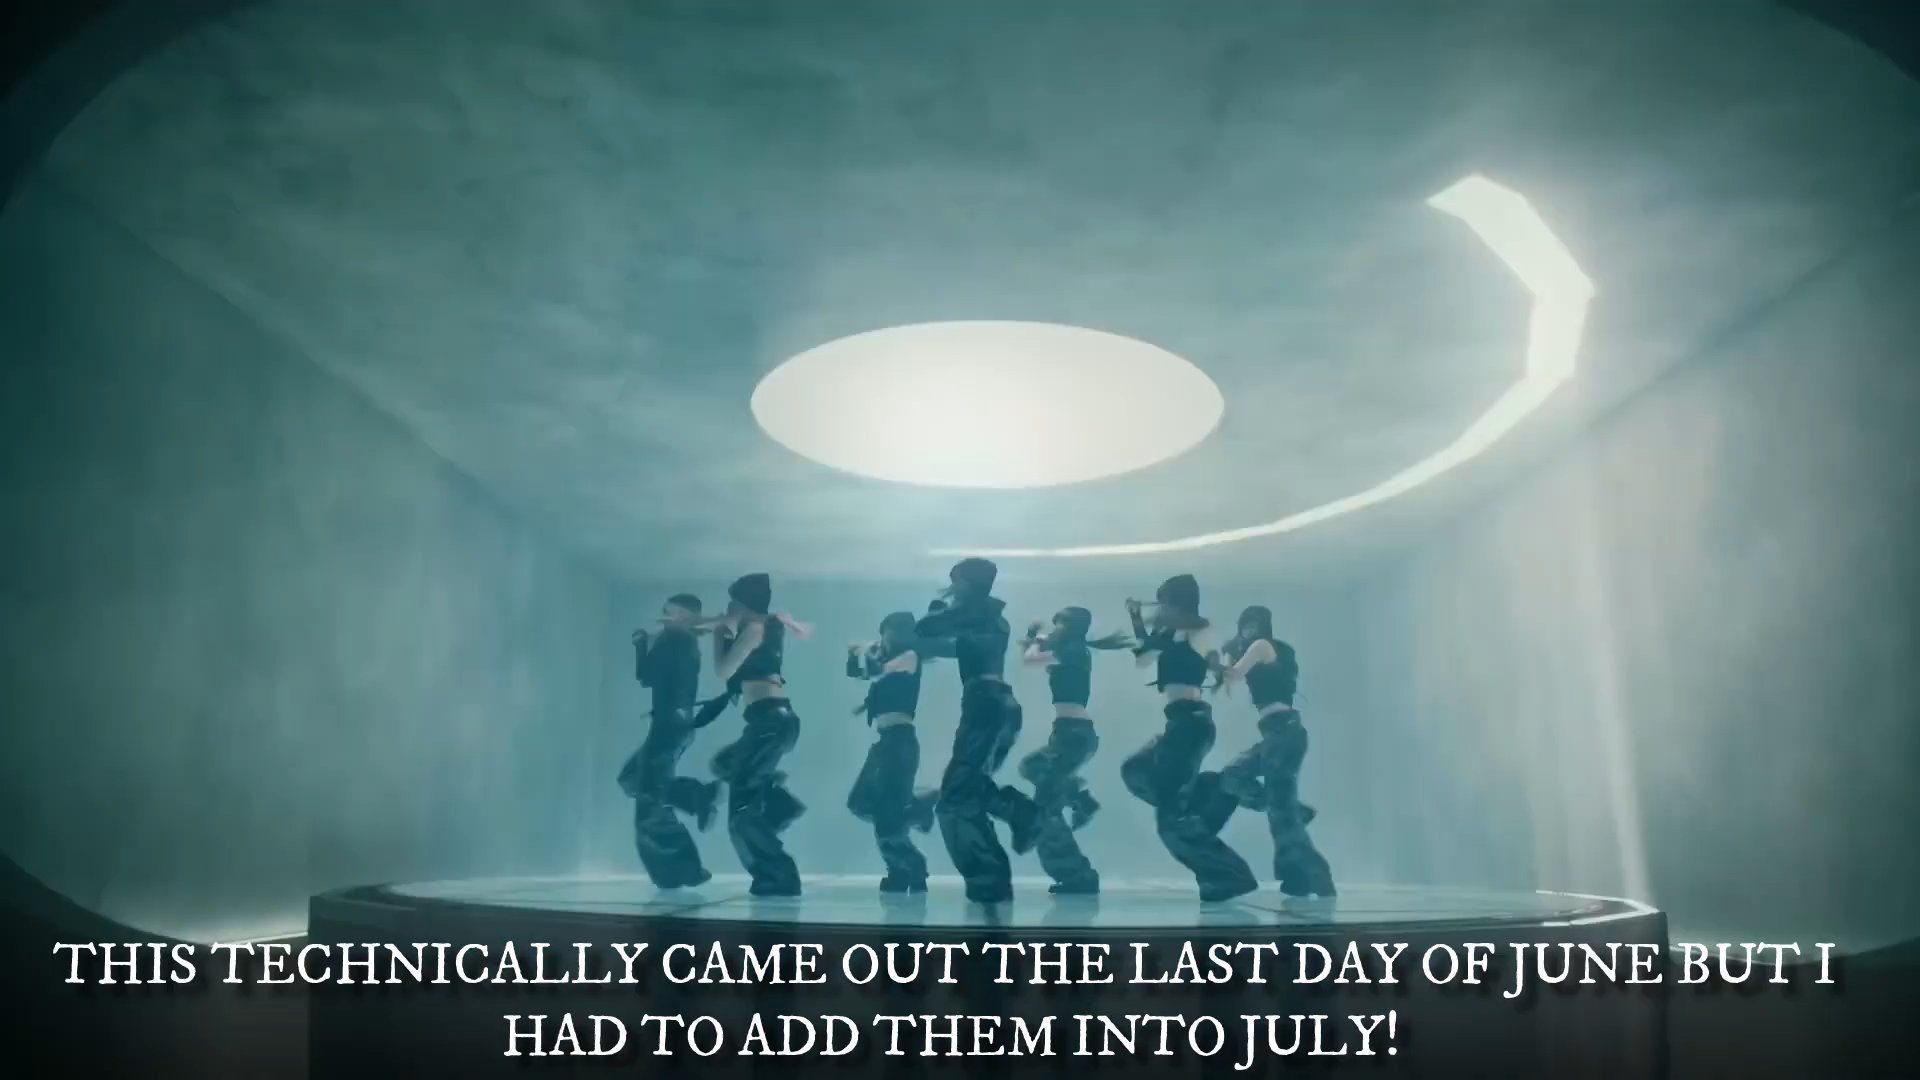 THIS TECHNICALLY CAME OUT THE LAST DAY OF JUNE BUT I
HAD TO ADD THEM INTO JULY!